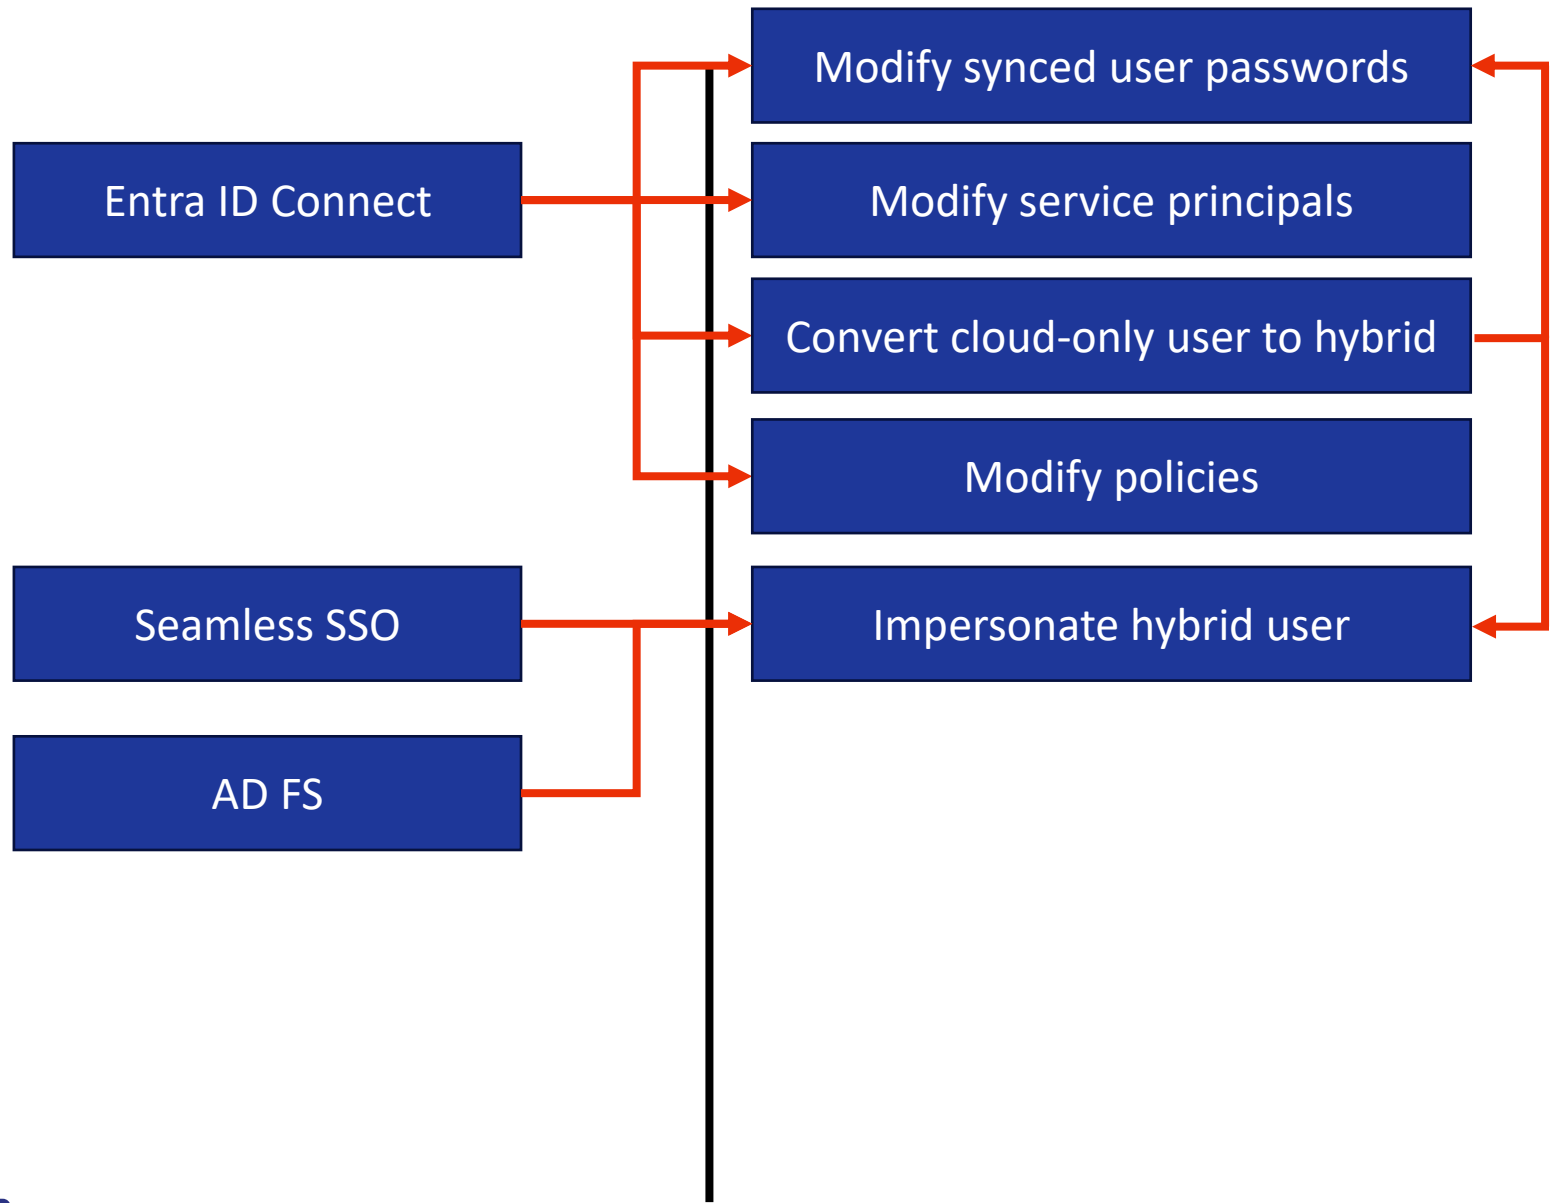 Modify synced user passwords
Entra ID Connect
Modify service principals
Convert cloud-only user to hybrid
Modify policies
Seamless SSO
Impersonate hybrid user
AD FS